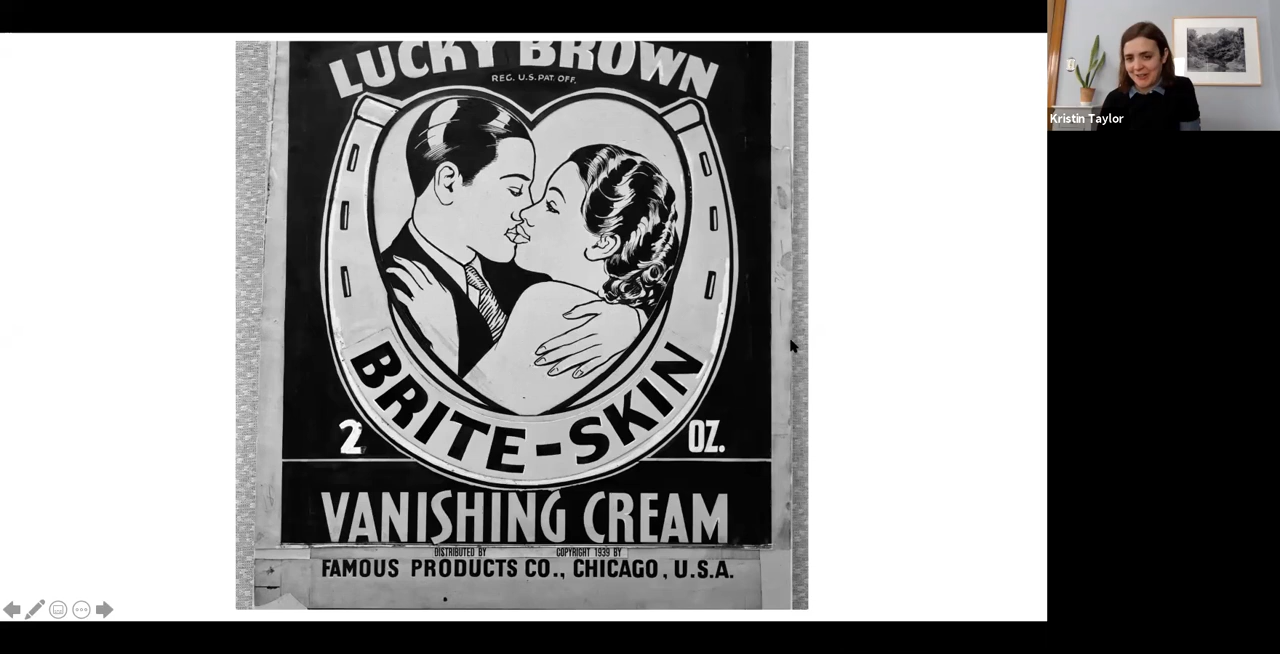 LUCKY BROWN
REG. U.S. PAT. OFF.
BRITE-SKIN
2 OZ.
VANISHING CREAM
DISTRIBUTED BY COPYRIGHT 1939 BY
FAMOUS PRODUCTS CO., CHICAGO, U.S.A.
Kristin Taylor